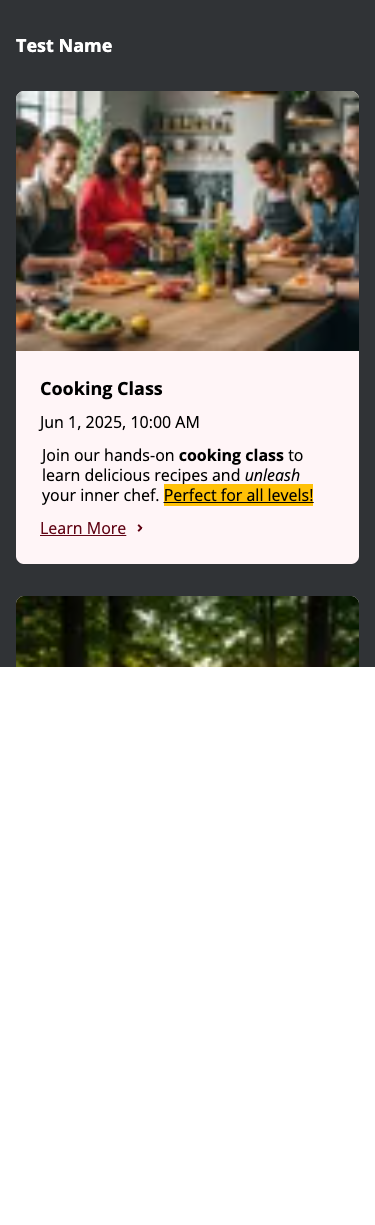 Test Name
Cooking Class
Jun 1, 2025, 10:00 AM
Join our hands-on cooking class to
learn delicious recipes and unleash
your inner chef. Perfect for all levels!
Learn More